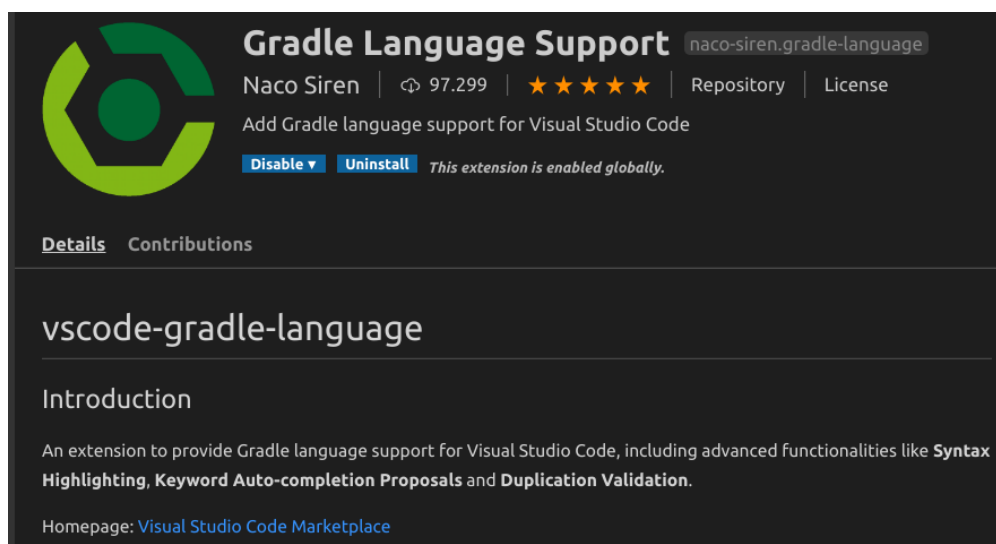 Gradle Language Support naco-siren.gradle-language
Naco Siren 97.299 Repository License
Add Gradle language support for Visual Studio Code
Disable Uninstall This extension is enabled globally.
Details Contributions
vscode-gradle-language
Introduction
An extension to provide Gradle language support for Visual Studio Code, including advanced functionalities like Syntax
Highlighting, Keyword Auto-completion Proposals and Duplication Validation.
Homepage: Visual Studio Code Marketplace